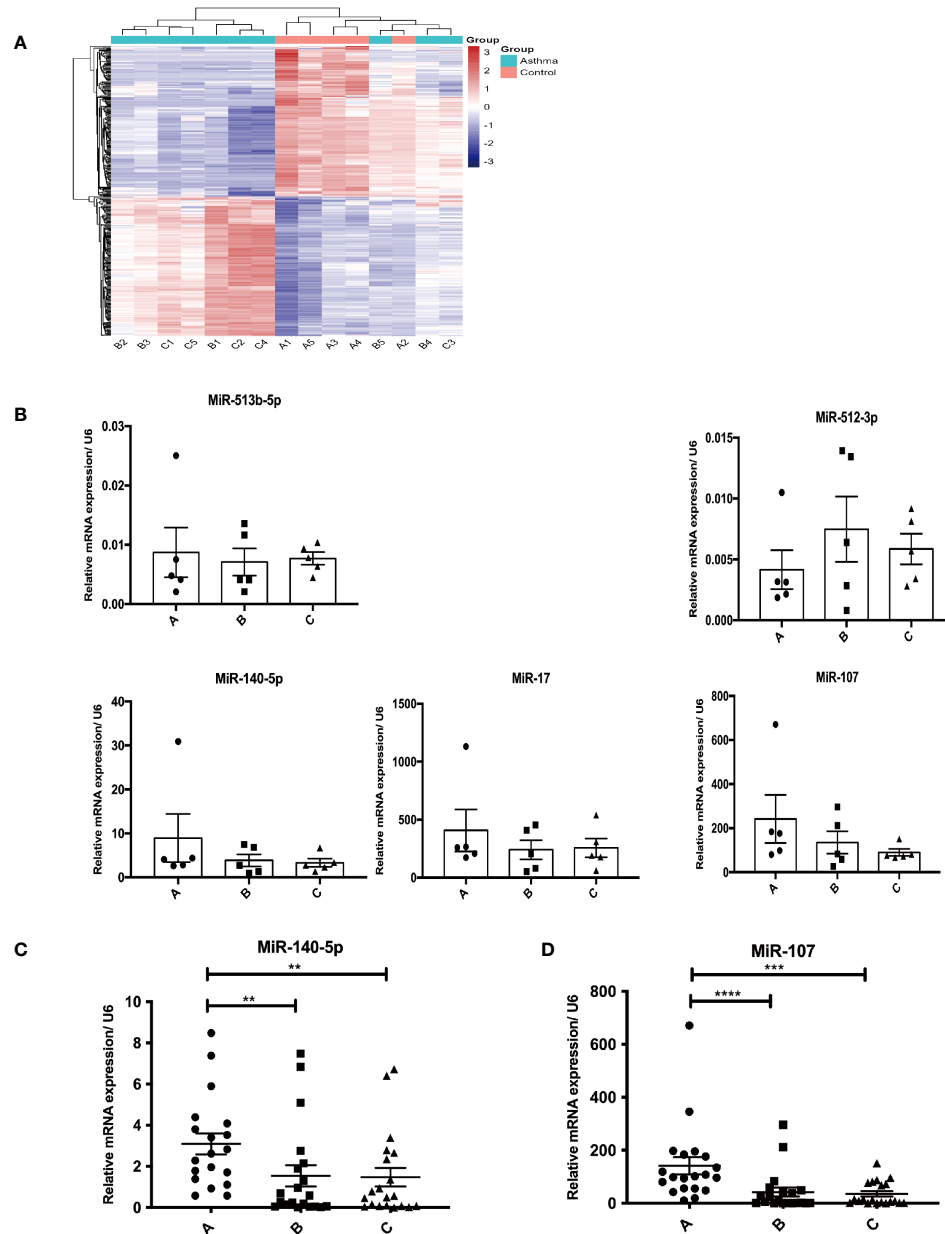 A
Group
3
2
1
0
-1
-2
-3
Group
Asthma
Control
B2 B3 C1 C5 B1 C2 C4 A1 A5 A3 A4 B5 A2 B4 C3
B
MiR-513b-5p
Relative mRNA expression/ U6
0.03
0.02
0.01
0.00
A B C
MiR-512-3p
Relative mRNA expression/ U6
0.015
0.010
0.005
0.000
A B C
MiR-140-5p
Relative mRNA expression/ U6
40
30
20
10
0
A B C
MiR-17
Relative mRNA expression/ U6
1500
1000
500
0
A B C
MiR-107
Relative mRNA expression/ U6
800
600
400
200
0
A B C
C
MiR-140-5p
**
**
Relative mRNA expression/ U6
10
8
6
4
2
0
A B C
D
MiR-107
***
****
Relative mRNA expression/ U6
800
600
400
200
0
A B C